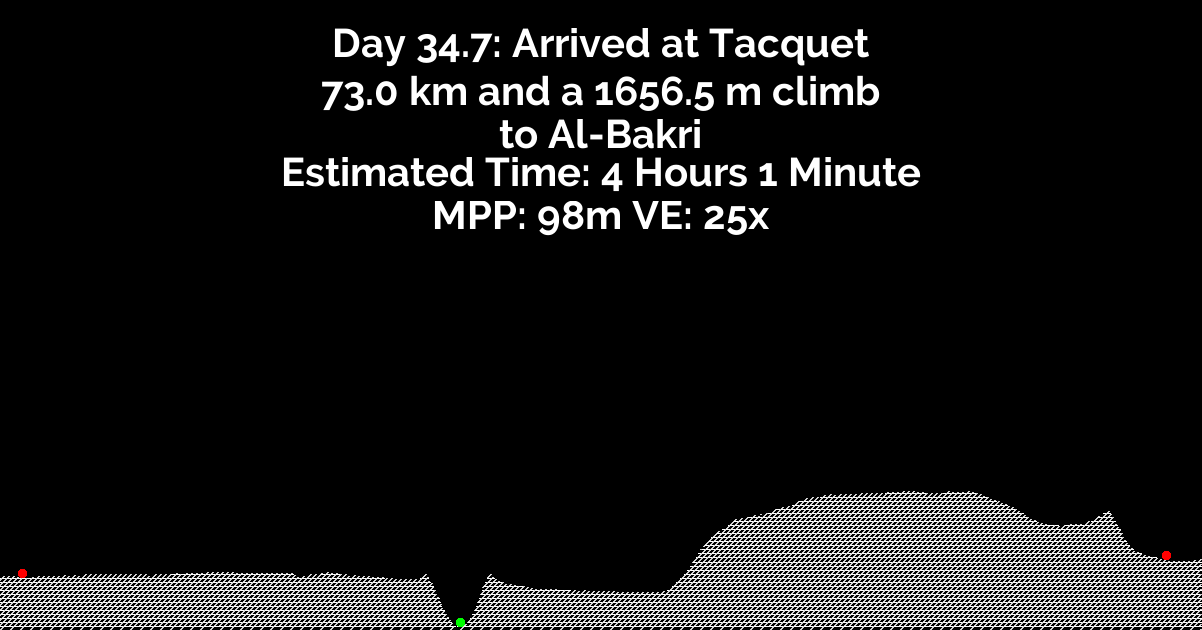 Day 34.7: Arrived at Tacquet
73.0 km and a 1656.5 m climb
to Al-Bakri
Estimated Time: 4 Hours 1 Minute
MPP: 98m VE: 25x